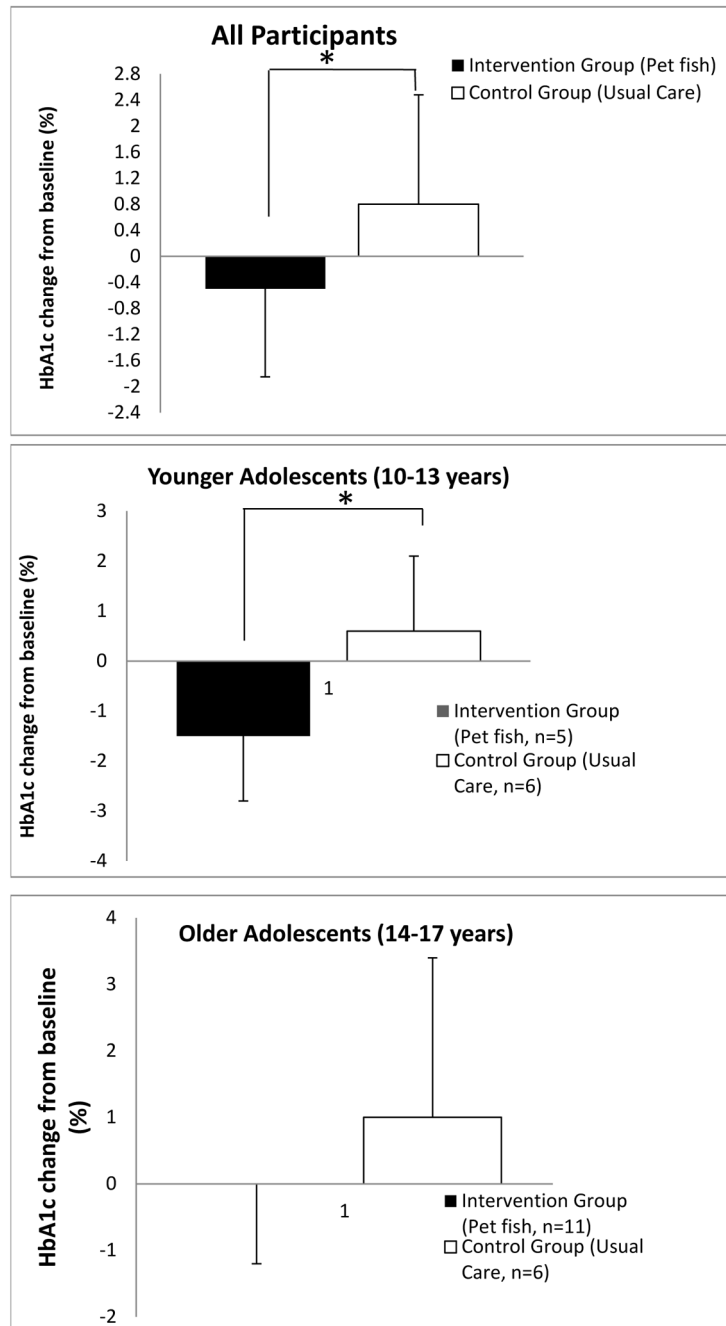 All Participants
*
Intervention Group (Pet fish)
Control Group (Usual Care)
HbA1c change from baseline (%)
2.8
2.4
2
1.6
1.2
0.8
0.4
0
-0.4
-0.8
-1.2
-1.6
-2
-2.4
Younger Adolescents (10-13 years)
*
HbA1c change from baseline (%)
3
2
1
0
-1
-2
-3
-4
1
Intervention Group
(Pet fish, n=5)
Control Group (Usual
Care, n=6)
Older Adolescents (14-17 years)
HbA1c change from baseline
(%)
4
3
2
1
0
-1
-2
1
Intervention Group
(Pet fish, n=11)
Control Group (Usual
Care, n=6)